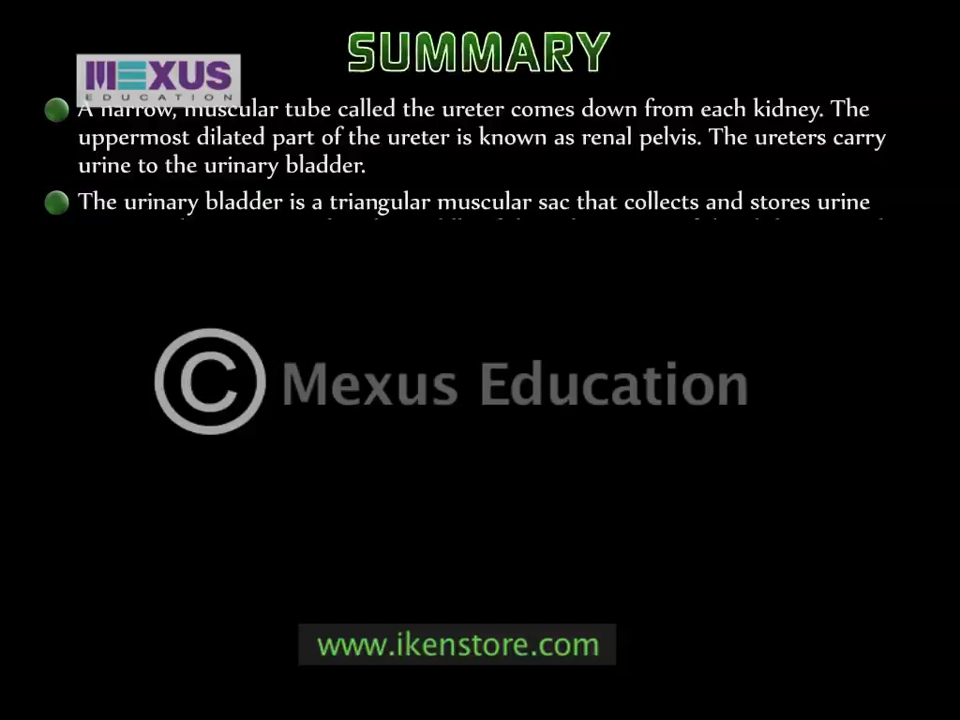 SUMMARY
MEXUS
EDUCATION
A narrow, muscular tube called the ureter comes down from each kidney. The
uppermost dilated part of the ureter is known as renal pelvis. The ureters carry
urine to the urinary bladder.
The urinary bladder is a triangular muscular sac that collects and stores urine
© Mexus Education
www.ikenstore.com